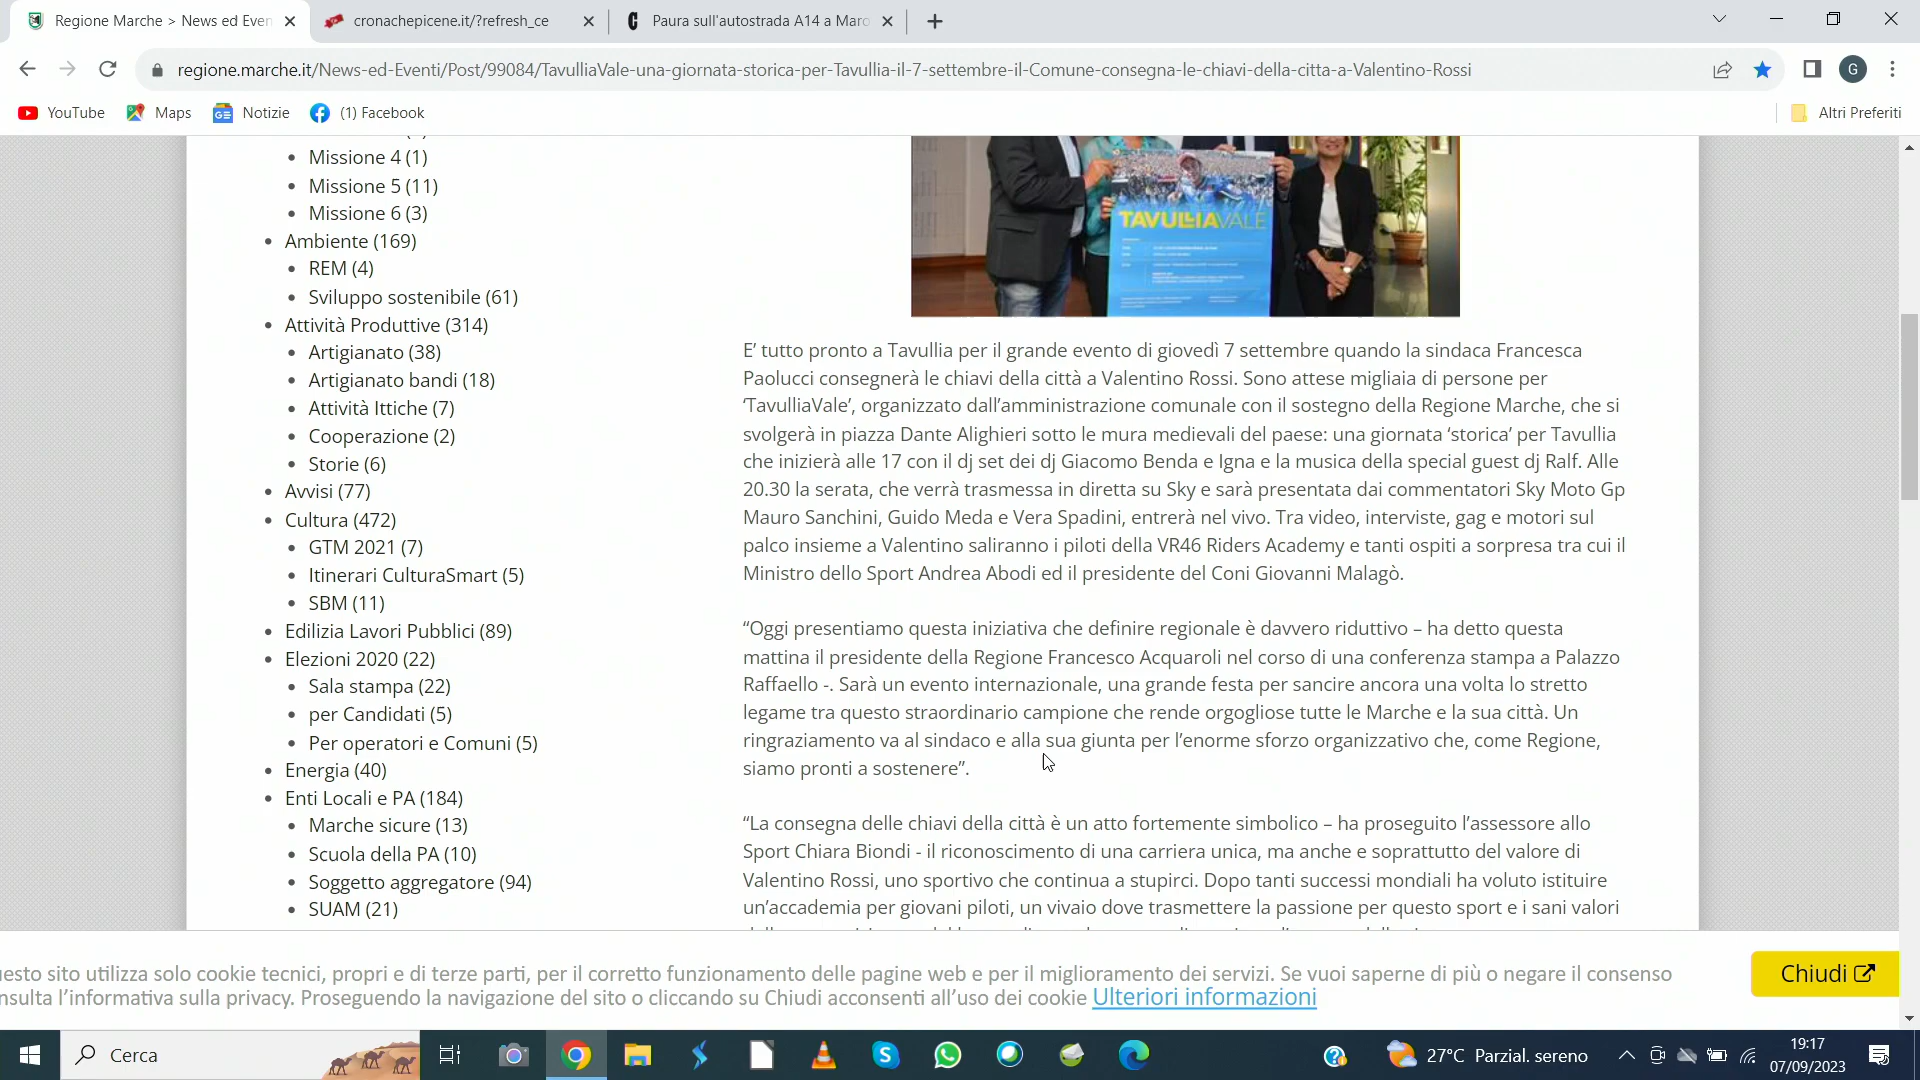 Regione Marche > News ed Even
cronachepicene.it/?refresh_ce
Paura sull'autostrada A14 a Maro
regione.marche.it/News-ed-Eventi/Post/99084/TavulliaVale-una-giornata-storica-per-Tavullia-il-7-settembre-il-Comune-consegna-le-chiavi-della-citta-a-Valentino-Rossi
G
YouTube
Maps
Notizie
(1) Facebook
Altri Preferiti
Missione 4 (1)
Missione 5 (11)
Missione 6 (3)
Ambiente (169)
REM (4)
Sviluppo sostenibile (61)
Attività Produttive (314)
Artigianato (38)
Artigianato bandi (18)
Attività Ittiche (7)
Cooperazione (2)
Storie (6)
Avvisi (77)
Cultura (472)
GTM 2021 (7)
Itinerari CulturaSmart (5)
SBM (11)
Edilizia Lavori Pubblici (89)
Elezioni 2020 (22)
Sala stampa (22)
per Candidati (5)
Per operatori e Comuni (5)
Energia (40)
Enti Locali e PA (184)
Marche sicure (13)
Scuola della PA (10)
Soggetto aggregatore (94)
SUAM (21)
TAVULLIAVALE
E' tutto pronto a Tavullia per il grande evento di giovedì 7 settembre quando la sindaca Francesca
Paolucci consegnerà le chiavi della città a Valentino Rossi. Sono attese migliaia di persone per
'TavulliaVale', organizzato dall'amministrazione comunale con il sostegno della Regione Marche, che si
svolgerà in piazza Dante Alighieri sotto le mura medievali del paese: una giornata 'storica' per Tavullia
che inizierà alle 17 con il dj set dei dj Giacomo Benda e Igna e la musica della special guest dj Ralf. Alle
20.30 la serata, che verrà trasmessa in diretta su Sky e sarà presentata dai commentatori Sky Moto Gp
Mauro Sanchini, Guido Meda e Vera Spadini, entrerà nel vivo. Tra video, interviste, gag e motori sul
palco insieme a Valentino saliranno i piloti della VR46 Riders Academy e tanti ospiti a sorpresa tra cui il
Ministro dello Sport Andrea Abodi ed il presidente del Coni Giovanni Malagò.
“Oggi presentiamo questa iniziativa che definire regionale è davvero riduttivo – ha detto questa
mattina il presidente della Regione Francesco Acquaroli nel corso di una conferenza stampa a Palazzo
Raffaello -. Sarà un evento internazionale, una grande festa per sancire ancora una volta lo stretto
legame tra questo straordinario campione che rende orgogliose tutte le Marche e la sua città. Un
ringraziamento va al sindaco e alla sua giunta per l'enorme sforzo organizzativo che, come Regione,
siamo pronti a sostenere”.
“La consegna delle chiavi della città è un atto fortemente simbolico – ha proseguito l'assessore allo
Sport Chiara Biondi - il riconoscimento di una carriera unica, ma anche e soprattutto del valore di
Valentino Rossi, uno sportivo che continua a stupirci. Dopo tanti successi mondiali ha voluto istituire
un'accademia per giovani piloti, un vivaio dove trasmettere la passione per questo sport e i sani valori
esto sito utilizza solo cookie tecnici, propri e di terze parti, per il corretto funzionamento delle pagine web e per il miglioramento dei servizi. Se vuoi saperne di più o negare il consenso
nsulta l'informativa sulla privacy. Proseguendo la navigazione del sito o cliccando su Chiudi acconsenti all'uso dei cookie Ulteriori informazioni
Chiudi
Cerca
27°C Parzial. sereno
19:17
07/09/2023